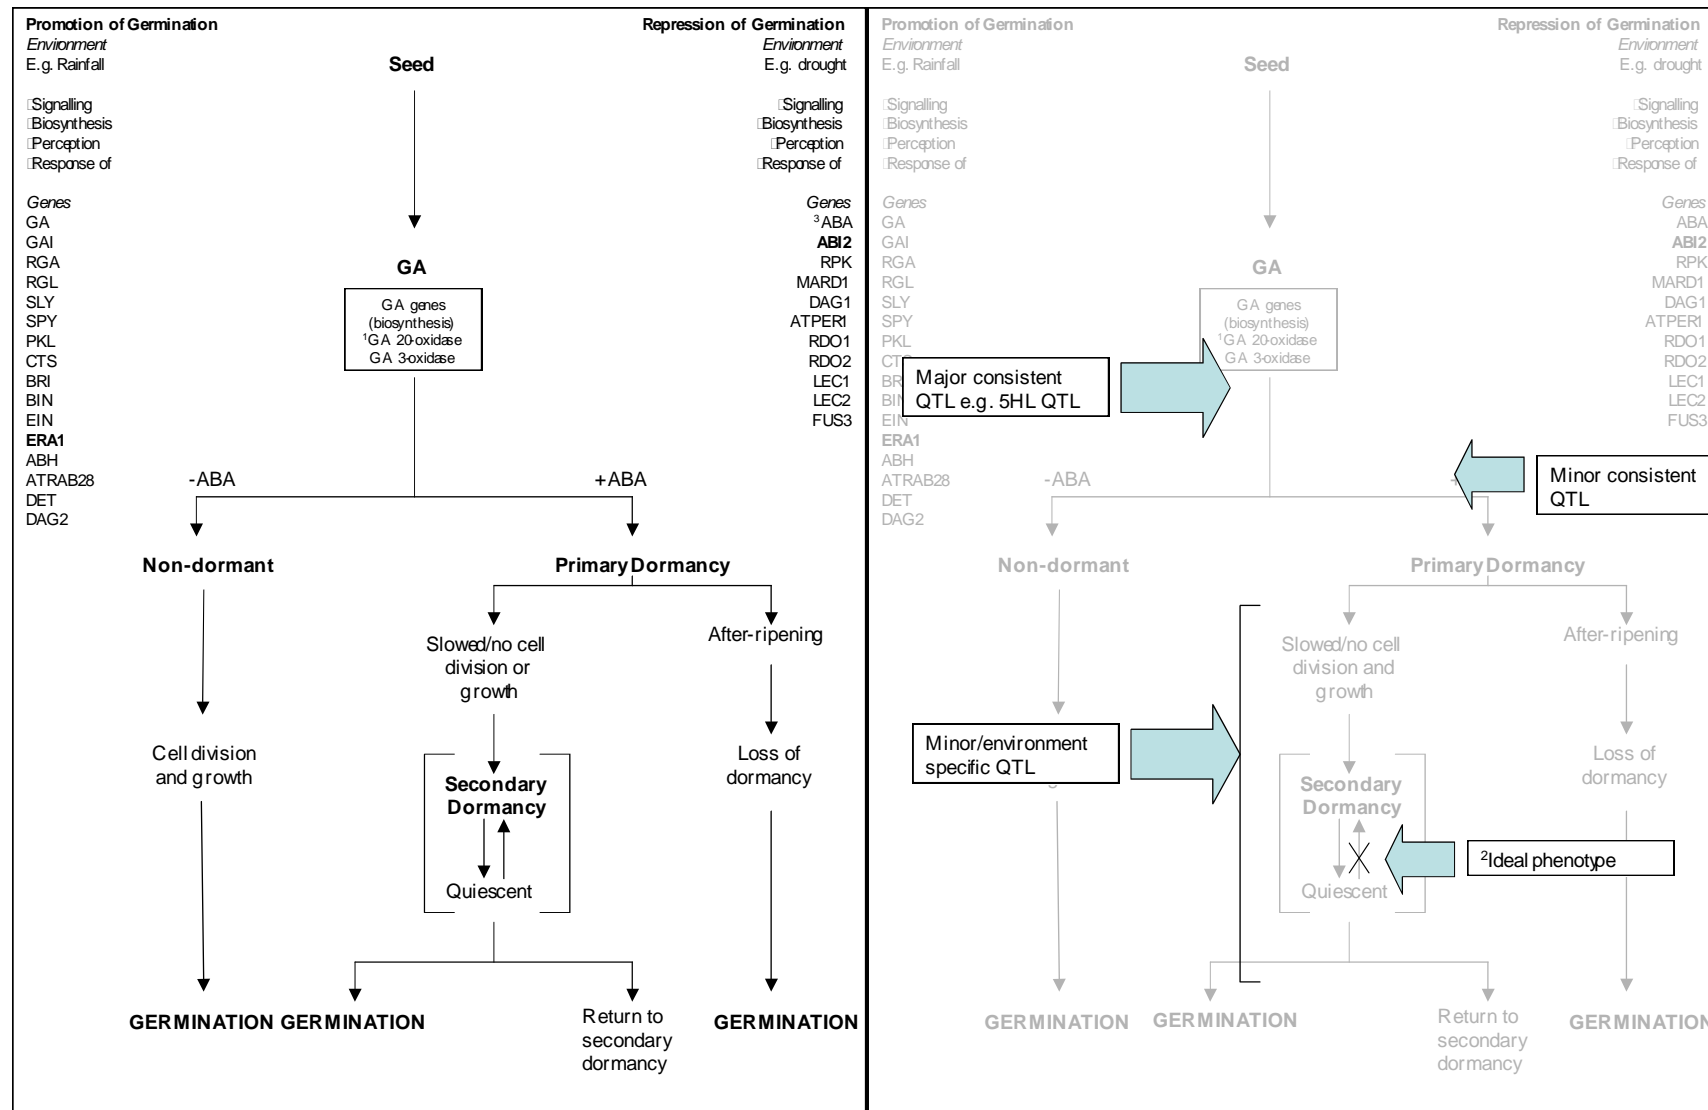 Promotion of Germination
Environment
E.g. Rainfall
Signalling
Biosynthesis
Perception
Response of
Genes
GA
GAI
RGA
RGL
SLY
SPY
PKL
CTS
BRI
BIN
EIN
ERA1
ABH
ATRAB28
DET
DAG2
Repression of Germination
Environment
E.g. drought
Signalling
Biosynthesis
Perception
Response of
Genes
³ABA
ABI2
RPK
MARD1
DAG1
ATPER1
RDO1
RDO2
LEC1
LEC2
FUS3
Seed
GA
GA genes
(biosynthesis)
¹GA 20-oxidase
GA 3-oxidase
-ABA
+ABA
Non-dormant
Primary Dormancy
Slowed/no cell
division or
growth
After-ripening
Cell division
and growth
Secondary
Dormancy
Quiescent
Loss of
dormancy
GERMINATION
GERMINATION
Return to
secondary
dormancy
GERMINATION
Promotion of Germination
Environment
E.g. Rainfall
Signalling
Biosynthesis
Perception
Response of
Genes
GA
GAI
RGA
RGL
SLY
SPY
PKL
EIN
ERA1
ABH
ATRAB28
DET
DAG2
Repression of Germination
Environment
E.g. drought
Signalling
Biosynthesis
Perception
Response of
Genes
ABA
ABI2
RPK
MARD1
DAG1
ATPER1
RDO1
RDO2
LEC1
LEC2
FUS3
Seed
GA
GA genes
(biosynthesis)
¹GA 20-oxidase
GA 3-oxidase
Major consistent
QTL e.g. 5HL QTL
-ABA
Minor consistent
QTL
Non-dormant
Primary Dormancy
Slowed/no cell
division and
growth
After-ripening
Minor/environment
specific QTL
Secondary
Dormancy
Quiescent
Loss of
dormancy
²Ideal phenotype
GERMINATION
GERMINATION
Return to
secondary
dormancy
GERMINATION